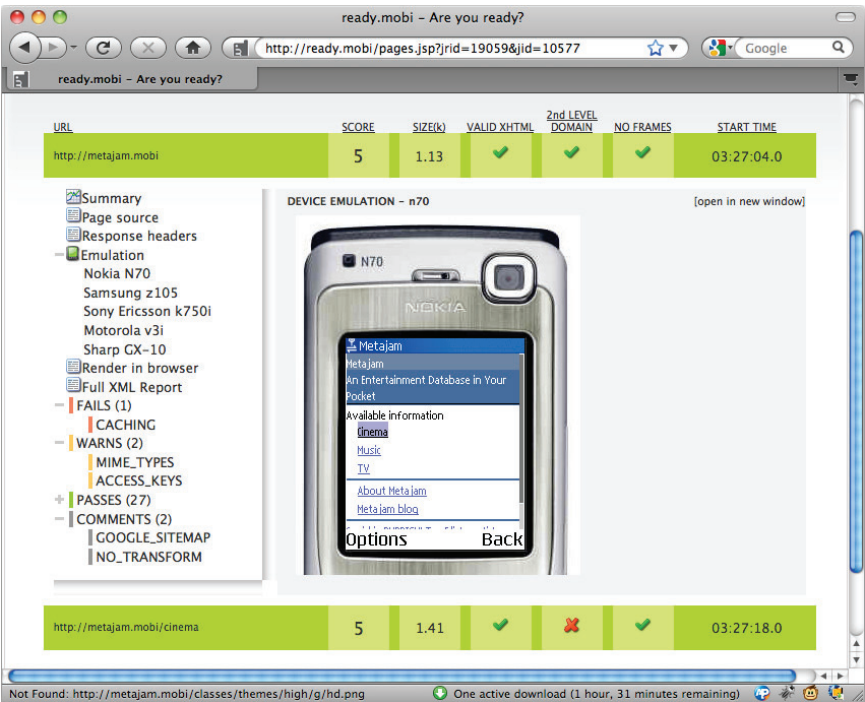 ready.mobi – Are you ready?
http://ready.mobi/pages.jsp?jrid=19059&jid=10577
Google
ready.mobi – Are you ready?
URL SCORE SIZE(k) VALID XHTML 2nd LEVEL DOMAIN NO FRAMES START TIME
http://metajam.mobi 5 1.13 03:27:04.0
Summary
Page source
Response headers
Emulation
Nokia N70
Samsung z105
Sony Ericsson k750i
Motorola v3i
Sharp GX-10
Render in browser
Full XML Report
FAILS (1)
CACHING
WARNS (2)
MIME_TYPES
ACCESS_KEYS
PASSES (27)
COMMENTS (2)
GOOGLE_SITEMAP
NO_TRANSFORM
DEVICE EMULATION – n70 [open in new window]
N70
NOKIA
Metajam
Metajam
An Entertainment Database in Your
Pocket
Available information
Cinema
Music
TV
About Metajam
Metajam blog
Options Back
http://metajam.mobi/cinema 5 1.41 03:27:18.0
Not Found: http://metajam.mobi/classes/themes/high/g/hd.png One active download (1 hour, 31 minutes remaining)